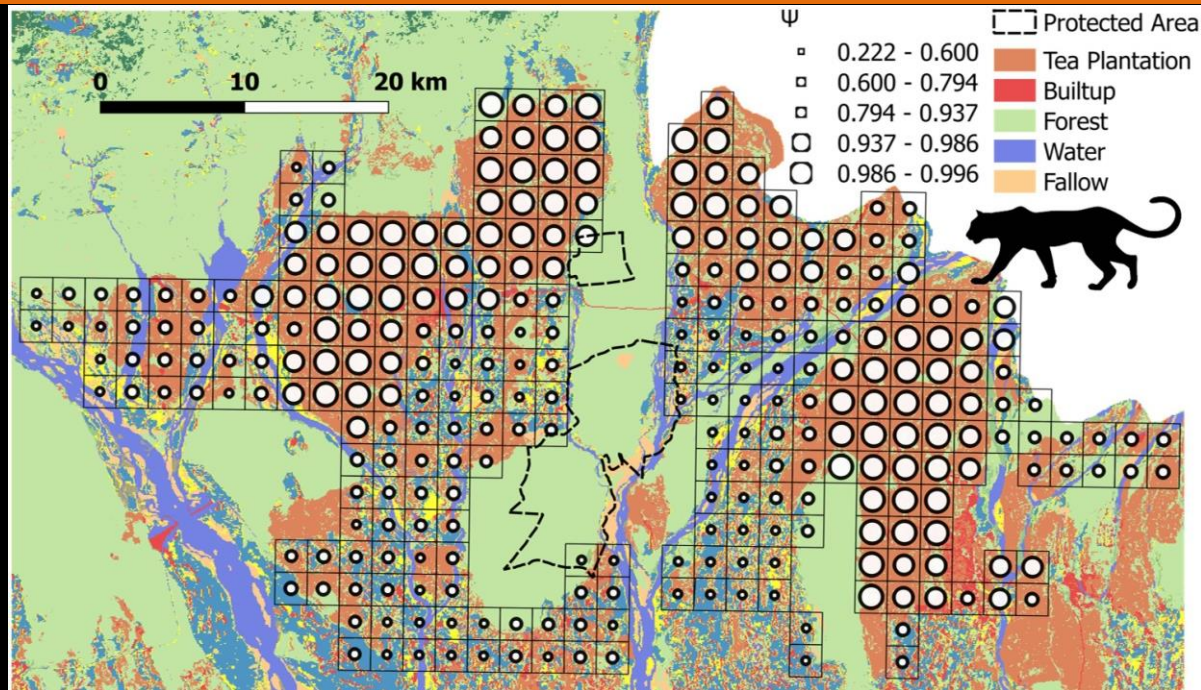 0 10 20 km
Ψ
0.222 - 0.600
0.600 - 0.794
0.794 - 0.937
0.937 - 0.986
0.986 - 0.996
Protected Area
Tea Plantation
Builtup
Forest
Water
Fallow